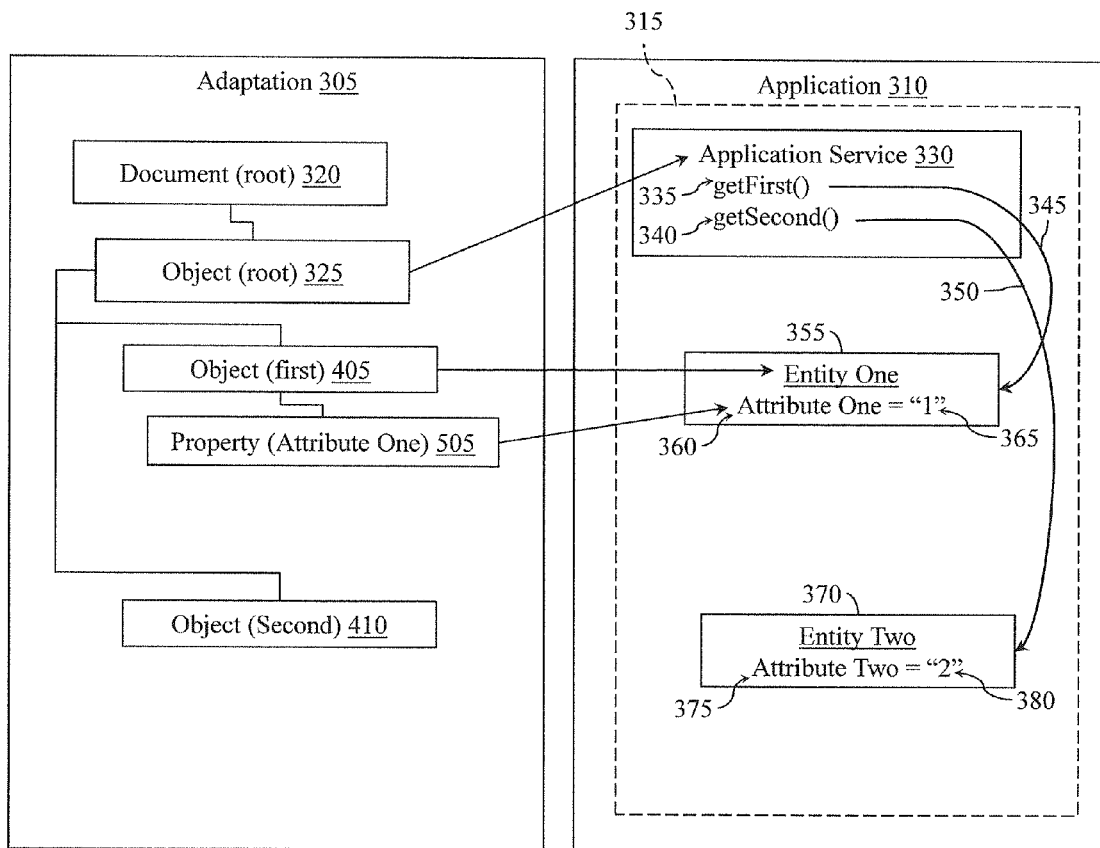 315
Adaptation 305
Document (root) 320
Object (root) 325
Object (first) 405
Property (Attribute One) 505
Object (Second) 410
Application 310
Application Service 330
335 getFirst()
340 getSecond()
345
350
355
Entity One
Attribute One = “1”
360
365
370
Entity Two
Attribute Two = “2”
375
380